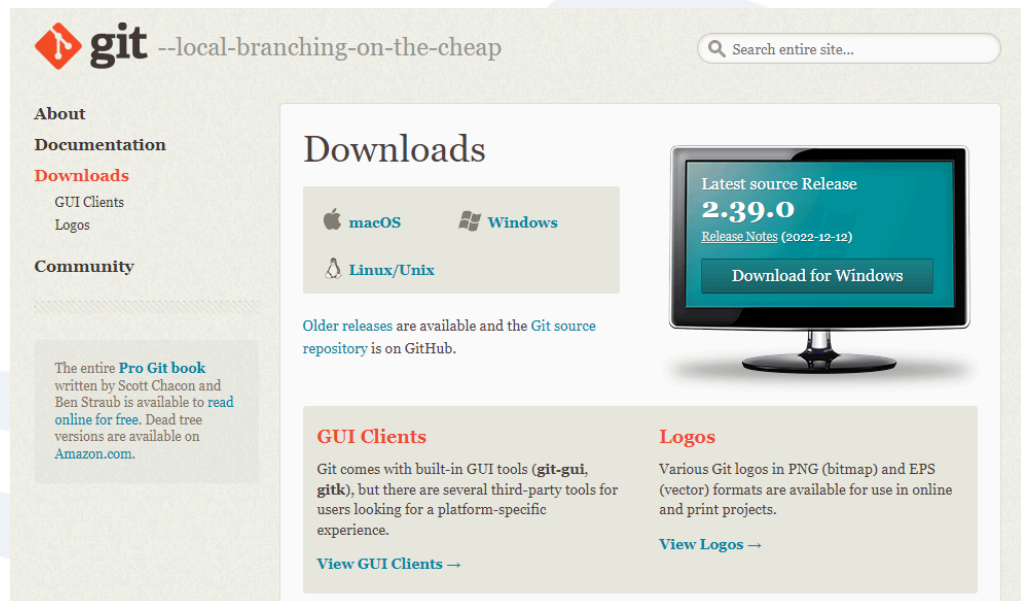 git --local-branching-on-the-cheap
Search entire site...
About
Documentation
Downloads
GUI Clients
Logos
Community
The entire Pro Git book
written by Scott Chacon and
Ben Straub is available to read
online for free. Dead tree
versions are available on
Amazon.com.
Downloads
macOS
Windows
Linux/Unix
Older releases are available and the Git source
repository is on GitHub.
Latest source Release
2.39.0
Release Notes (2022-12-12)
Download for Windows
GUI Clients
Git comes with built-in GUI tools (git-gui,
gitk), but there are several third-party tools for
users looking for a platform-specific
experience.
View GUI Clients →
Logos
Various Git logos in PNG (bitmap) and EPS
(vector) formats are available for use in online
and print projects.
View Logos →